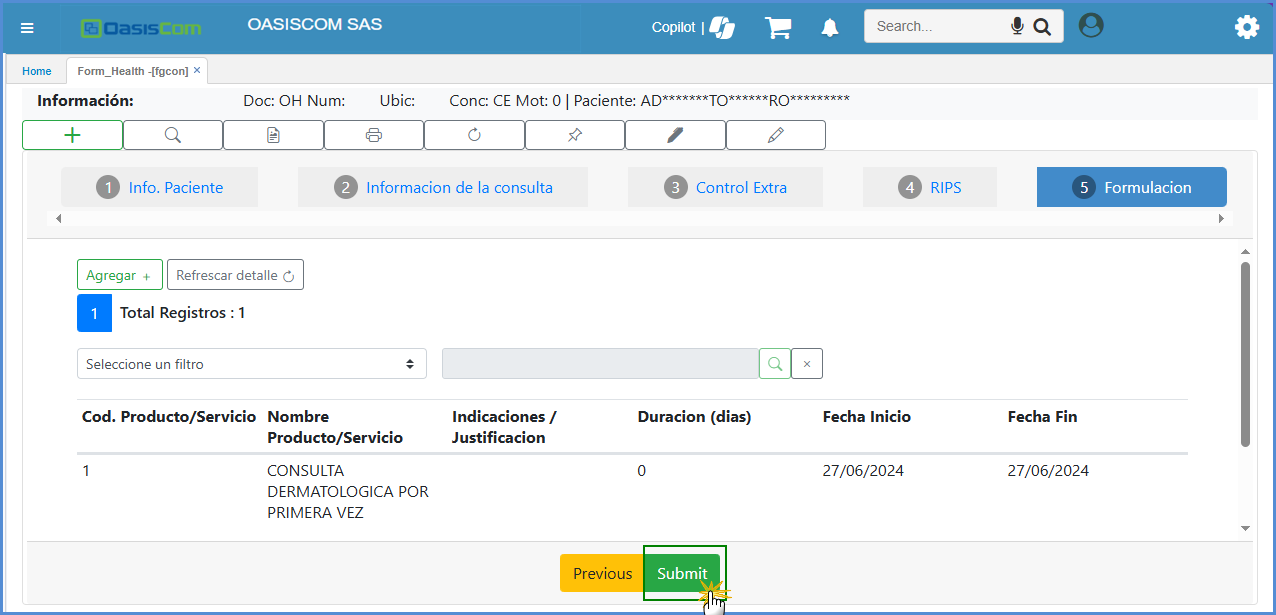 OasisCom
OASISCOM SAS
Copilot |
Search...
Home
Form_Health -[fgcon] ×
Información: Doc: OH Num: Ubic: Conc: CE Mot: 0 | Paciente: AD*******TO******RO*********
1 Info. Paciente
2 Informacion de la consulta
3 Control Extra
4 RIPS
5 Formulacion
Agregar +
Refrescar detalle
1 Total Registros : 1
Seleccione un filtro
×
Cod. Producto/Servicio
Nombre
Producto/Servicio
Indicaciones /
Justificacion
Duracion (dias)
Fecha Inicio
Fecha Fin
1
CONSULTA
DERMATOLOGICA POR
PRIMERA VEZ
0
27/06/2024
27/06/2024
Previous
Submit